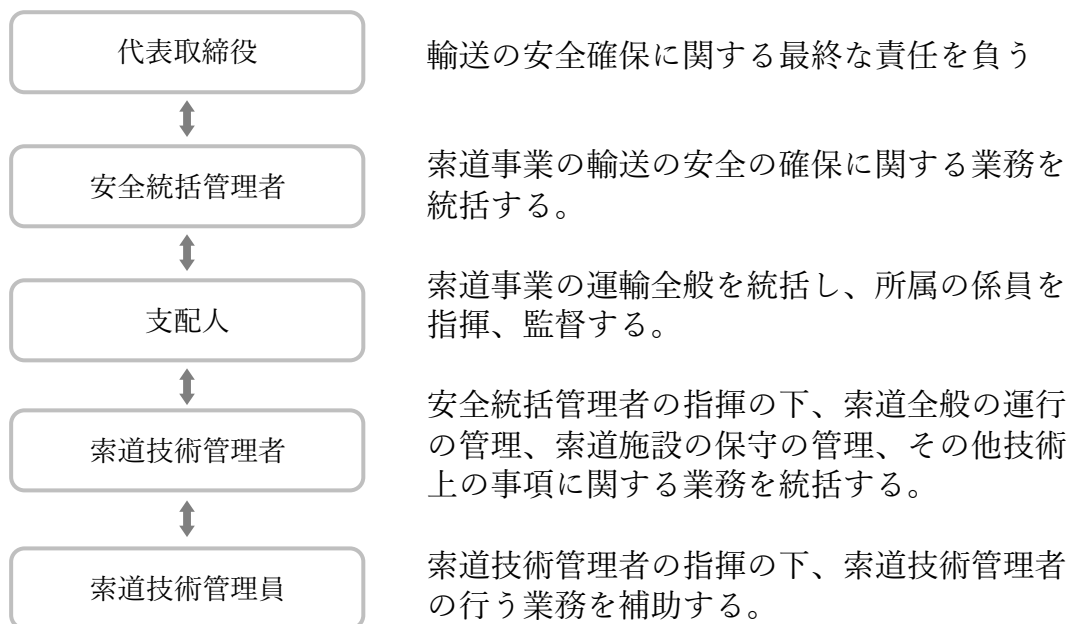 代表取締役
輸送の安全確保に関する最終な責任を負う
安全統括管理者
索道事業の輸送の安全の確保に関する業務を
統括する。
支配人
索道事業の運輸全般を統括し、所属の係員を
指揮、監督する。
索道技術管理者
安全統括管理者の指揮の下、索道全般の運行
の管理、索道施設の保守の管理、その他技術
上の事項に関する業務を統括する。
索道技術管理員
索道技術管理者の指揮の下、索道技術管理者
の行う業務を補助する。